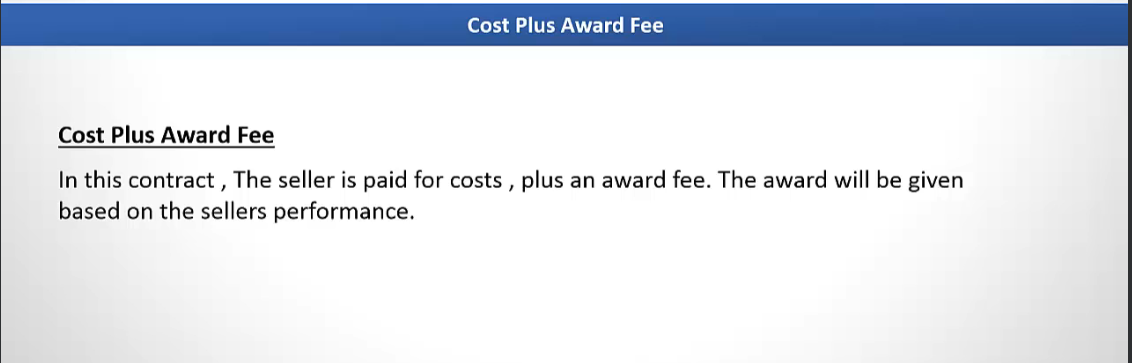 Cost Plus Award Fee
Cost Plus Award Fee
In this contract , The seller is paid for costs , plus an award fee. The award will be given
based on the sellers performance.